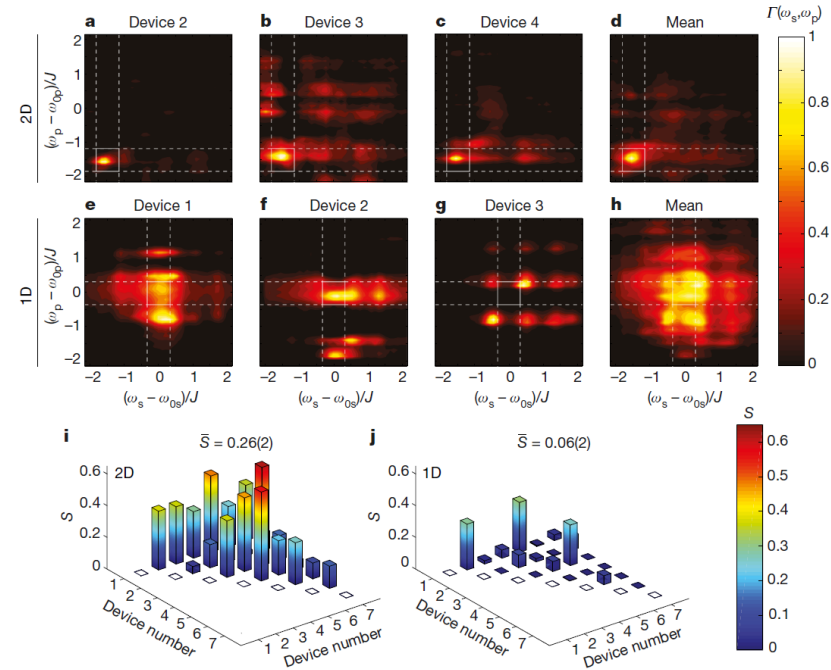 a Device 2
b Device 3
c Device 4
d Mean
Γ(ωs,ωp)
2D
(ωp − ω0p)/J
2
1
0
−1
−2
1
0.8
0.6
0.4
0.2
0
e Device 1
f Device 2
g Device 3
h Mean
1D
(ωp − ω0p)/J
2
1
0
−1
−2
−2 −1 0 1 2
−2 −1 0 1 2
−2 −1 0 1 2
−2 −1 0 1 2
(ωs − ω0s)/J
(ωs − ω0s)/J
(ωs − ω0s)/J
(ωs − ω0s)/J
i
S̅ = 0.26(2)
2D
S
0.6
0.4
0.2
0
1 2 3 4 5 6 7
Device number
1 2 3 4 5 6 7
Device number
j
S̅ = 0.06(2)
1D
S
0.6
0.4
0.2
0
1 2 3 4 5 6 7
Device number
1 2 3 4 5 6 7
Device number
S
0.6
0.5
0.4
0.3
0.2
0.1
0